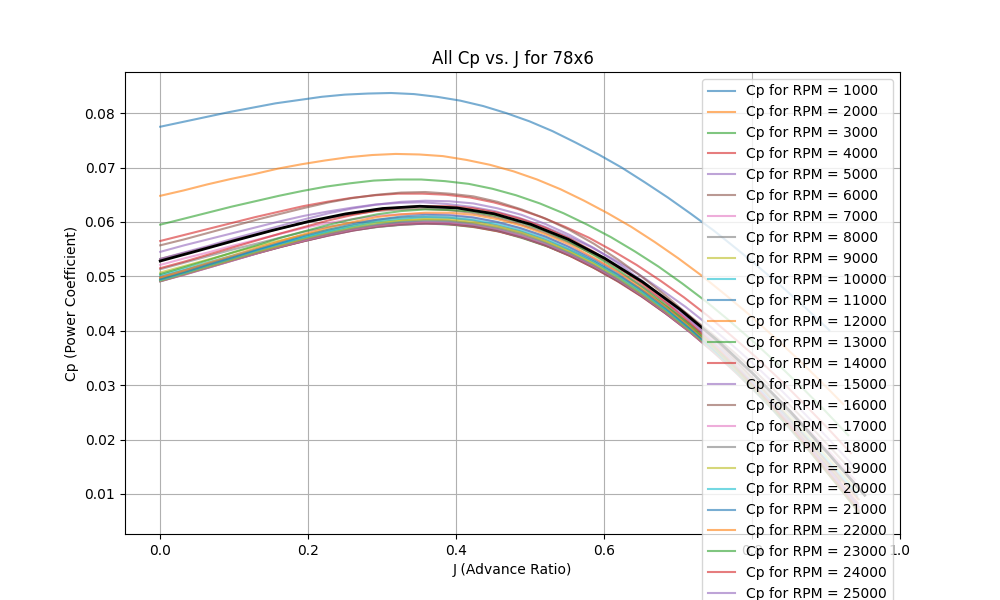 All Cp vs. J for 78x6
Cp (Power Coefficient)
0.08
0.07
0.06
0.05
0.04
0.03
0.02
0.01
0.0
0.2
0.4
0.6
1.0
J (Advance Ratio)
Cp for RPM = 1000
Cp for RPM = 2000
Cp for RPM = 3000
Cp for RPM = 4000
Cp for RPM = 5000
Cp for RPM = 6000
Cp for RPM = 7000
Cp for RPM = 8000
Cp for RPM = 9000
Cp for RPM = 10000
Cp for RPM = 11000
Cp for RPM = 12000
Cp for RPM = 13000
Cp for RPM = 14000
Cp for RPM = 15000
Cp for RPM = 16000
Cp for RPM = 17000
Cp for RPM = 18000
Cp for RPM = 19000
Cp for RPM = 20000
Cp for RPM = 21000
Cp for RPM = 22000
Cp for RPM = 23000
Cp for RPM = 24000
Cp for RPM = 25000